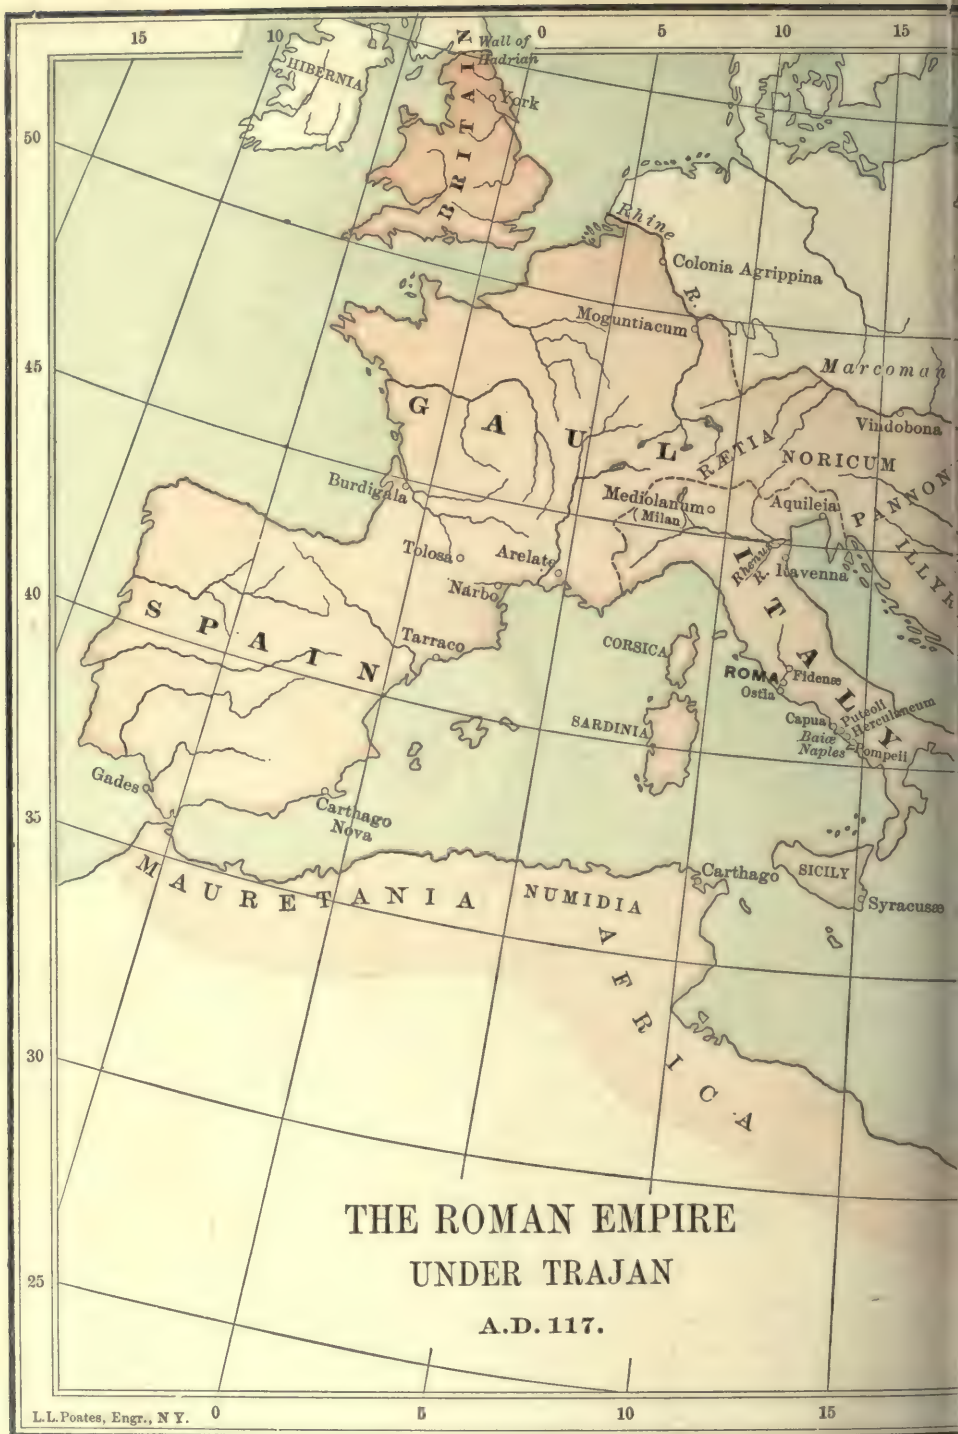 15
10
0
5
10
15
Wall of
Hadrian
HIBERNIA
BRITAIN
York
50
Rhine
R.
Colonia Agrippina
Moguntiacum
45
Marcoman
GAUL
Vindobona
RÆTIA
NORICUM
PANNON
ILLYR
Burdigala
Mediolanum
(Milan
Aquileia
Tolosa
Arelate
Narbo
Rhenus
R.
Ravenna
40
SPAIN
Tarraco
CORSICA
ITALY
ROMA
Fidenæ
Ostia
SARDINIA
Capua
Puteoli
Herculaneum
Baiæ
Naples
Pompeii
Gades
Carthago
Nova
35
MAURETANIA
NUMIDIA
Carthago
SICILY
Syracusæ
AFRICA
30
THE ROMAN EMPIRE
UNDER TRAJAN
A.D. 117.
25
L.L.Poates, Engr., N Y.
0
5
10
15